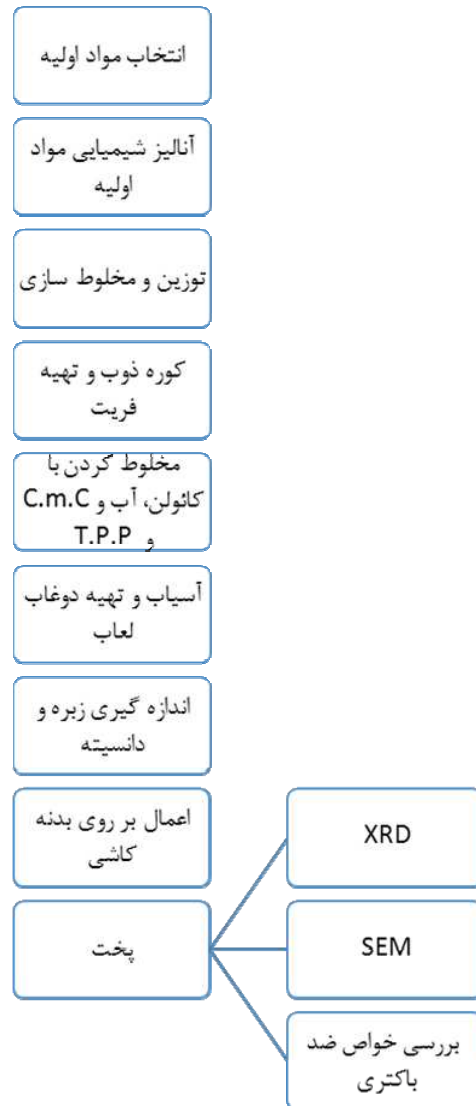 انتخاب مواد اولیه
آنالیز شیمیایی مواد
اولیه
توزین و مخلوط سازی
کوره ذوب و تهیه
فریت
مخلوط کردن با
کائولن، آب و C.m.C
و T.P.P
آسیاب و تهیه دوغاب
لعاب
اندازه گیری زبره و
دانسیته
اعمال بر روی بدنه
کاشی
پخت
XRD
SEM
بررسی خواص ضد
باکتری